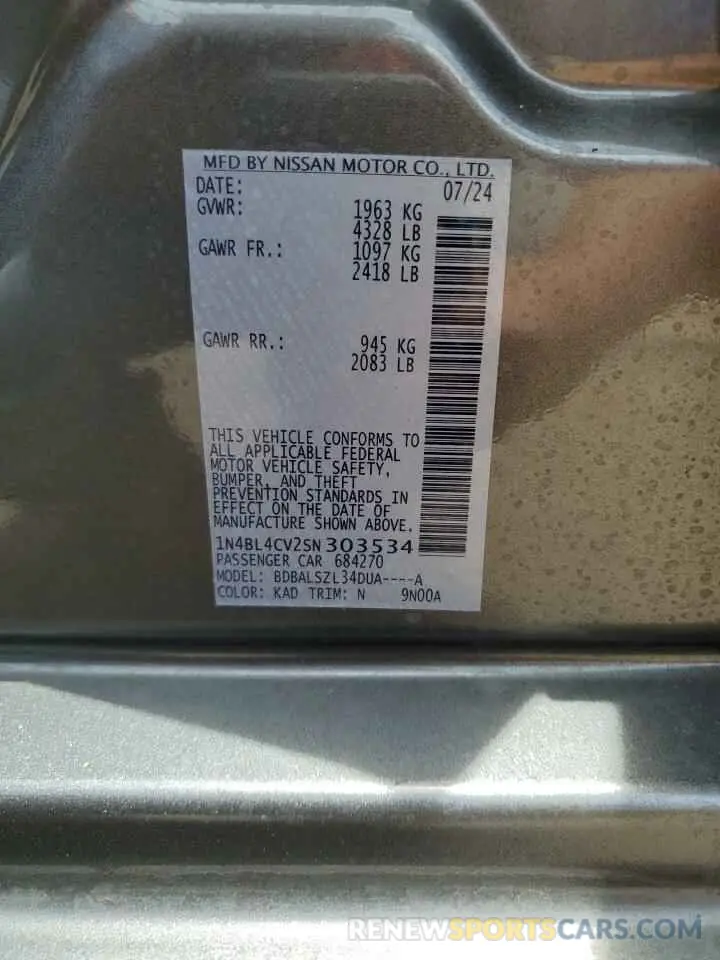 MFD BY NISSAN MOTOR CO., LTD.
DATE: 07/24
GVWR: 1963 KG
4328 LB
GAWR FR.: 1097 KG
2418 LB
GAWR RR.: 945 KG
2083 LB
THIS VEHICLE CONFORMS TO
ALL APPLICABLE FEDERAL
MOTOR VEHICLE SAFETY,
BUMPER, AND THEFT
PREVENTION STANDARDS IN
EFFECT ON THE DATE OF
MANUFACTURE SHOWN ABOVE.
1N4BL4CV2SN303534
PASSENGER CAR 684270
MODEL: BDBALSZL34DUA----A
COLOR: KAD TRIM: N 9N00A
RENEWSPORTSCARS.COM